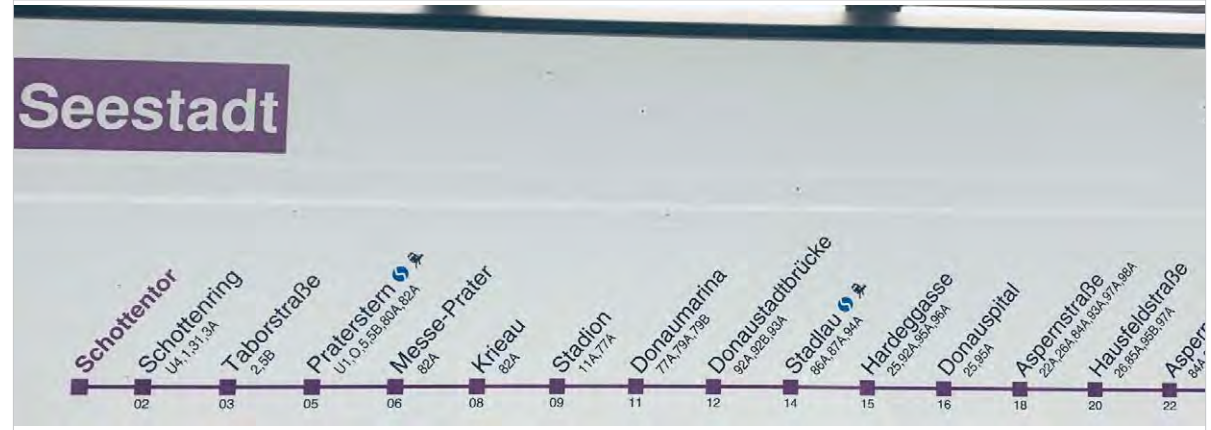 Seestadt
Schottentor
Schottenring
U4,1,31,3A
02
Taborstraße
2,5B
03
Praterstern
U1,O,5,5B,80A,82A
05
Messe-Prater
82A
06
Krieau
82A
08
Stadion
11A,77A
09
Donaumarina
77A,79A,79B
11
Donaustadtbrücke
92A,92B,93A
12
Stadlau
86A,87A,94A
14
Hardeggasse
25,92A,95A,96A
15
Donauspital
25,95A
16
Aspernstraße
22A,26A,84A,93A,97A,98A
18
Hausfeldstraße
26,85A,95B,97A
20
Aspern
84A
22